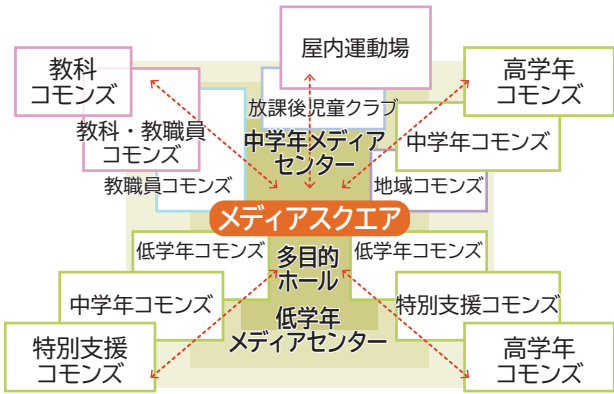 屋内運動場
教科
コモンズ
高学年
コモンズ
放課後児童クラブ
教科・教職員
コモンズ
中学年メディア
センター
中学年コモンズ
教職員コモンズ
地域コモンズ
メディアスクエア
低学年コモンズ
多目的
ホール
低学年コモンズ
中学年コモンズ
低学年
メディアセンター
特別支援コモンズ
特別支援
コモンズ
高学年
コモンズ